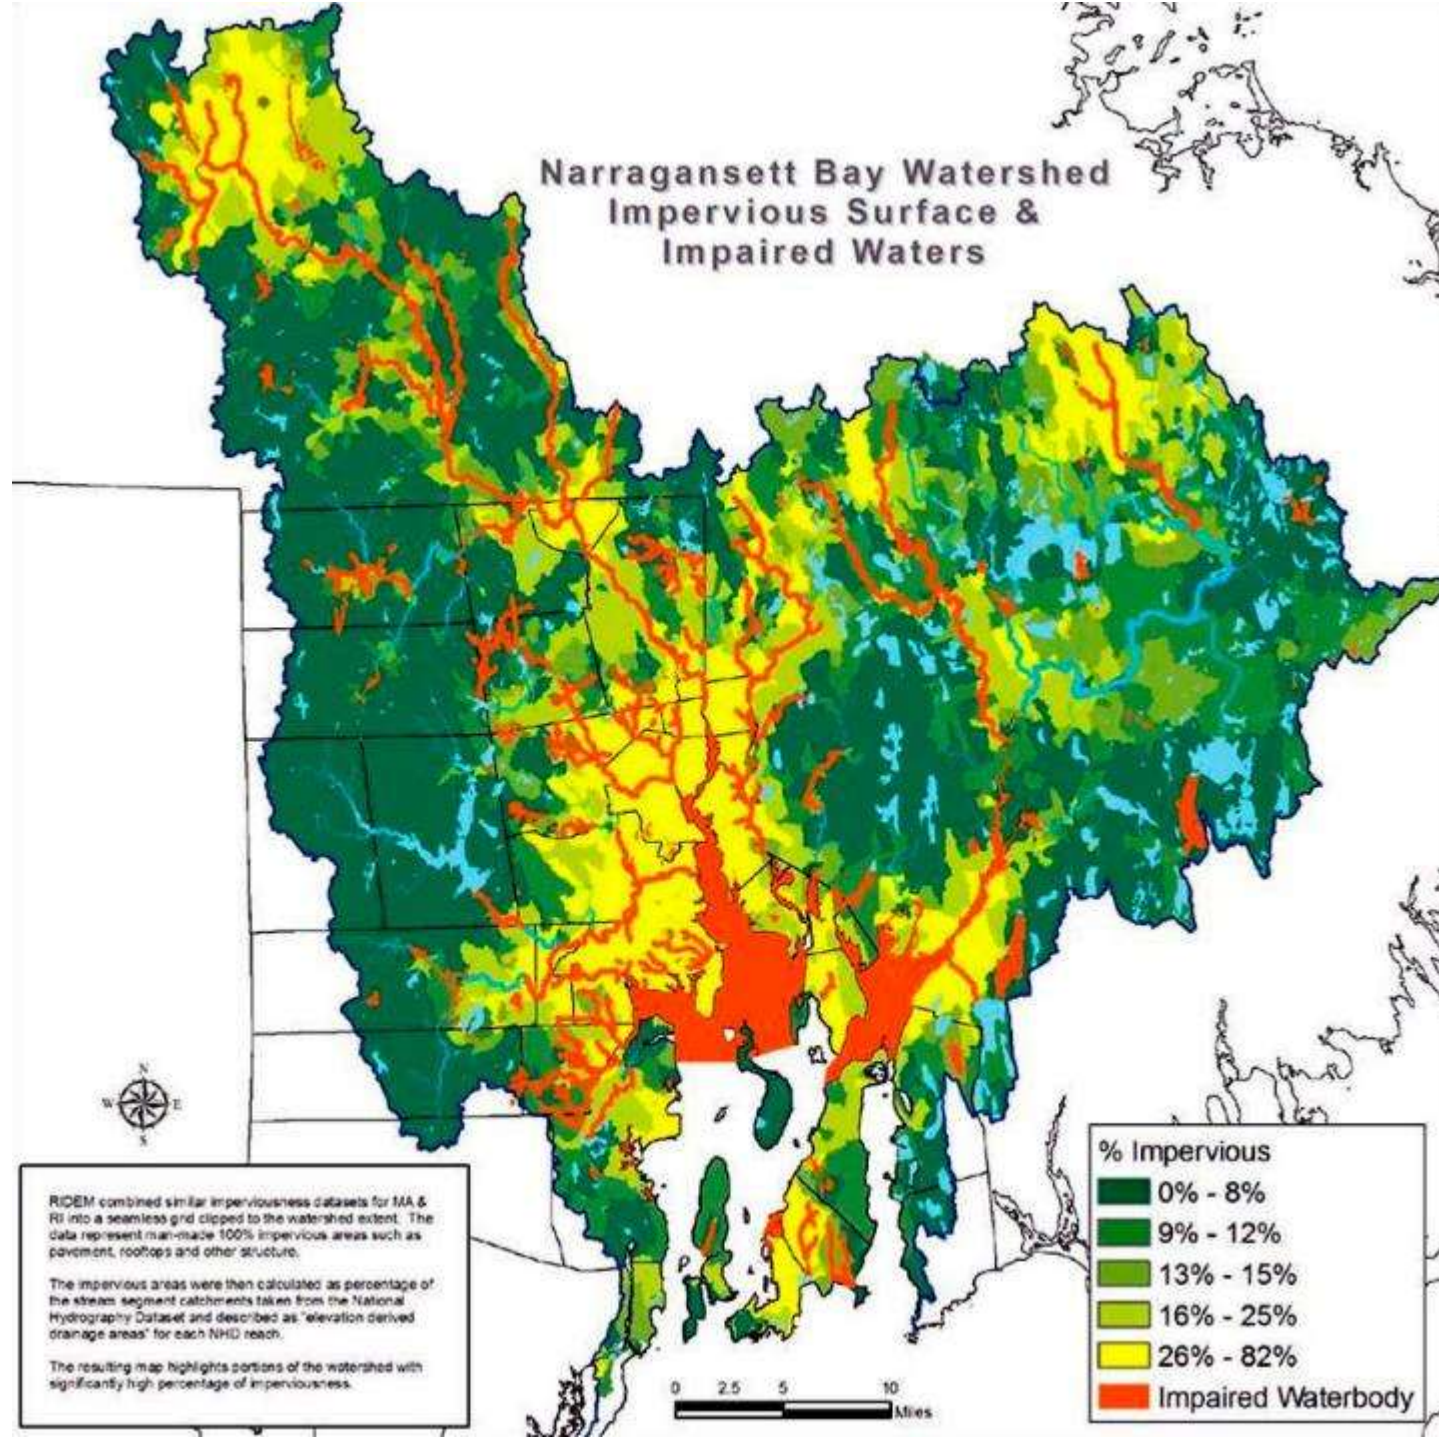 Narragansett Bay Watershed
Impervious Surface &
Impaired Waters
N
W E
S
RIDEM combined similar imperviousness datasets for MA &
RI into a seamless grid clipped to the watershed extent. The
data represent man-made 100% impervious areas such as
pavement, rooftops and other structure.
The impervious areas were then calculated as percentage of
the stream segment catchments taken from the National
Hydrography Dataset and described as "elevation derived
drainage areas" for each NHD reach.
The resulting map highlights portions of the watershed with
significantly high percentage of imperviousness.
0 2.5 5 10
Miles
% Impervious
0% - 8%
9% - 12%
13% - 15%
16% - 25%
26% - 82%
Impaired Waterbody